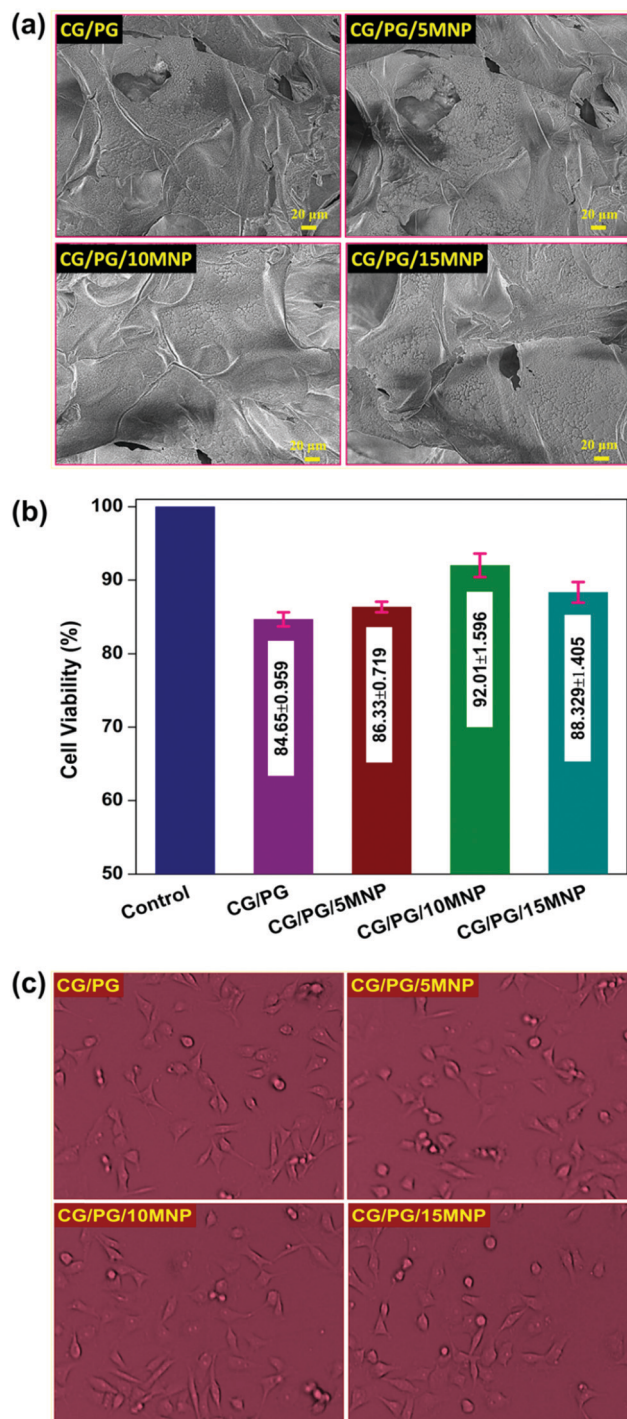 (a)
CG/PG
CG/PG/5MNP
20 µm
20 µm
CG/PG/10MNP
CG/PG/15MNP
20 µm
20 µm
(b)
Cell Viability (%)
100
90
80
70
60
50
84.65±0.959
86.33±0.719
92.01±1.596
88.329±1.405
Control
CG/PG
CG/PG/5MNP
CG/PG/10MNP
CG/PG/15MNP
(c)
CG/PG
CG/PG/5MNP
CG/PG/10MNP
CG/PG/15MNP